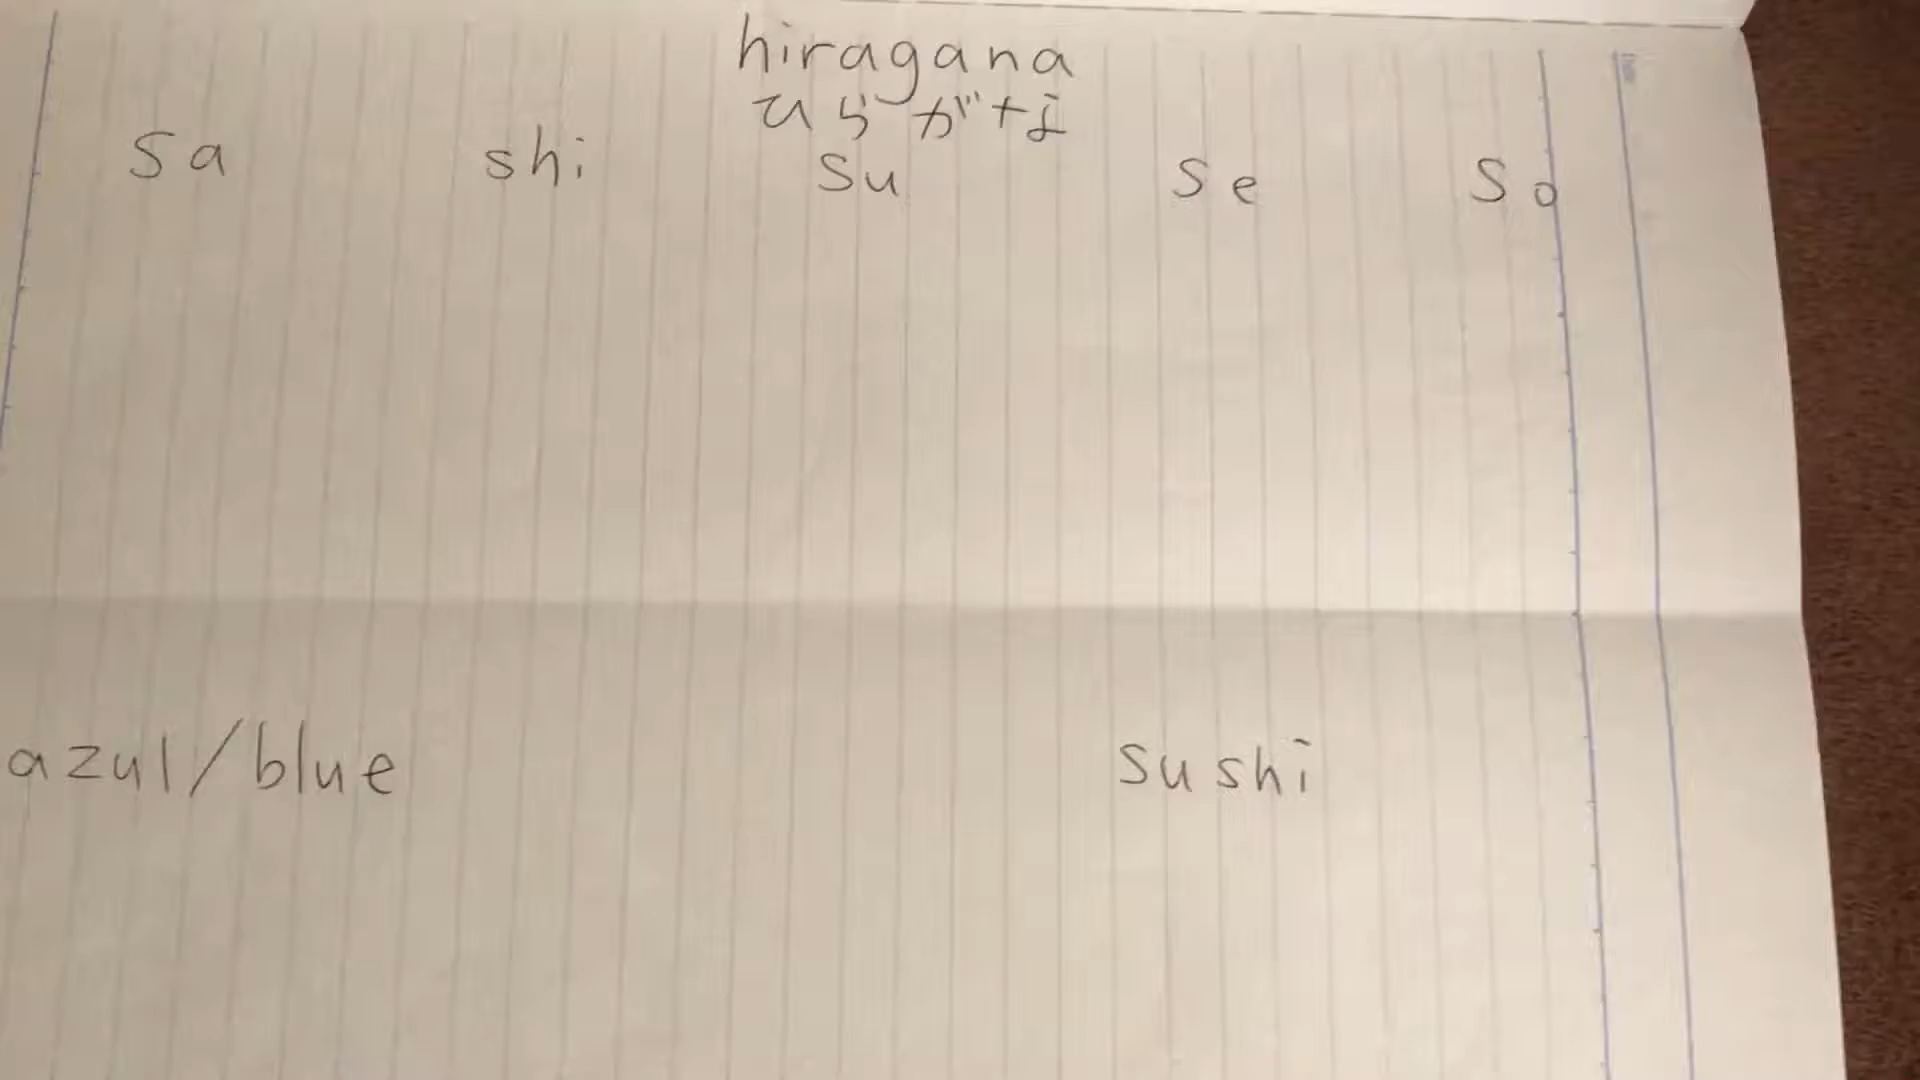 hiragana
ひらがな
sa shi su se so
azul/blue sushi